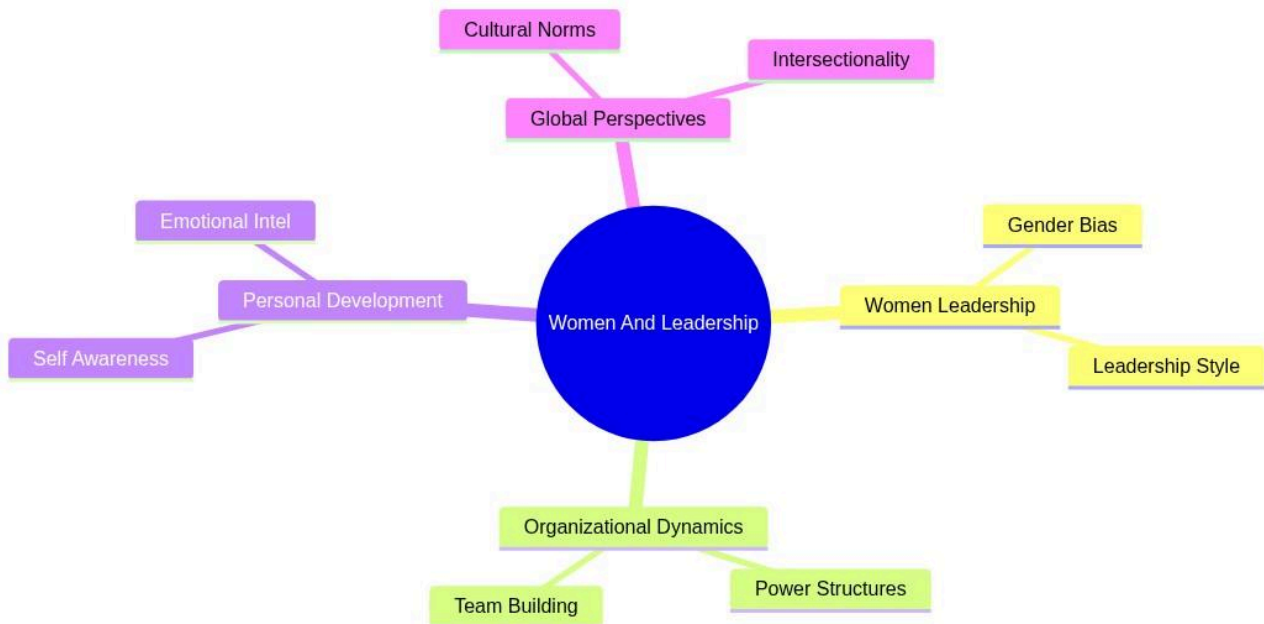 Cultural Norms
Intersectionality
Global Perspectives
Emotional Intel
Gender Bias
Personal Development
Women Leadership
Women And Leadership
Self Awareness
Leadership Style
Organizational Dynamics
Power Structures
Team Building